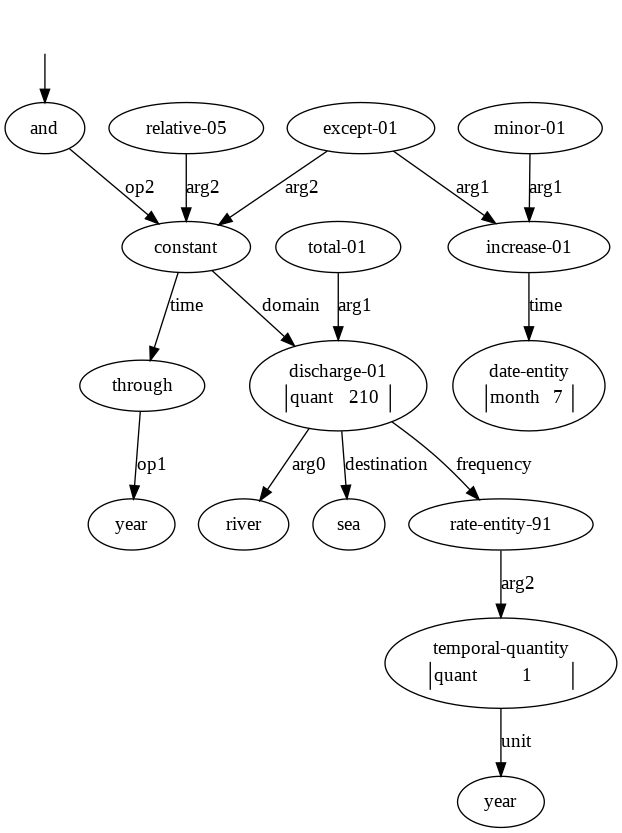 and
relative-05
except-01
minor-01
op2
arg2
arg2
arg1
arg1
constant
total-01
increase-01
time
domain
arg1
time
through
discharge-01
quant 210
date-entity
month 7
op1
arg0
destination
frequency
year
river
sea
rate-entity-91
arg2
temporal-quantity
quant 1
unit
year